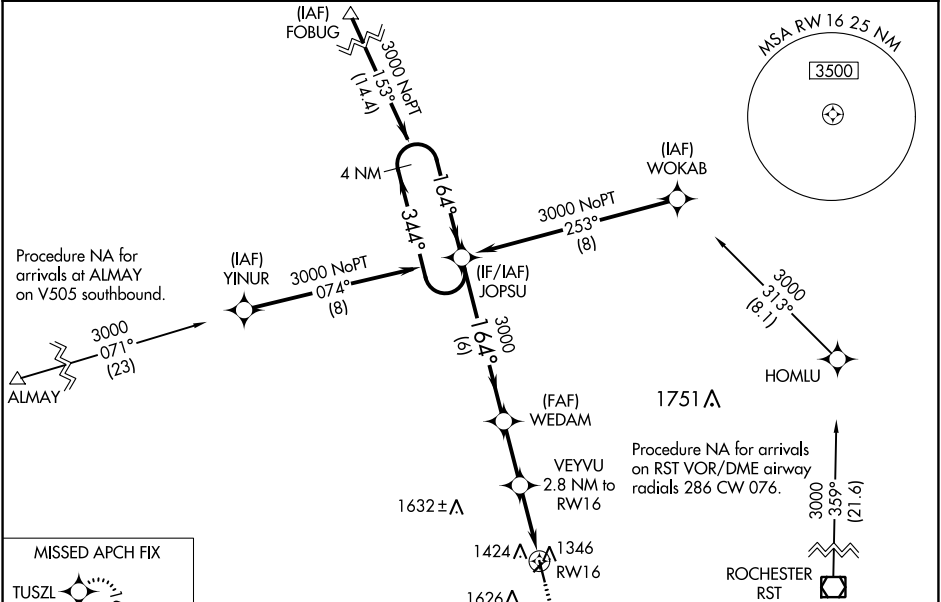 (IAF)
FOBUG
3000 NoPT
153°
(14.4)
MSA RW 16 25 NM
3500
4 NM
164°
344°
(IAF)
WOKAB
3000 NoPT
253°
(8)
Procedure NA for
arrivals at ALMAY
on V505 southbound.
(IAF)
YINUR
3000 NoPT
074°
(8)
(IF/IAF)
JOPSU
3000
071°
(23)
ALMAY
3000
164°
(6)
3000
313°
(8.1)
HOMLU
(FAF)
WEDAM
1751
Procedure NA for arrivals
on RST VOR/DME airway
radials 286 CW 076.
VEYVU
2.8 NM to
RW16
1632±
3000
359°
(21.6)
1424
1346
RW16
MISSED APCH FIX
TUSZL
1626
ROCHESTER
RST